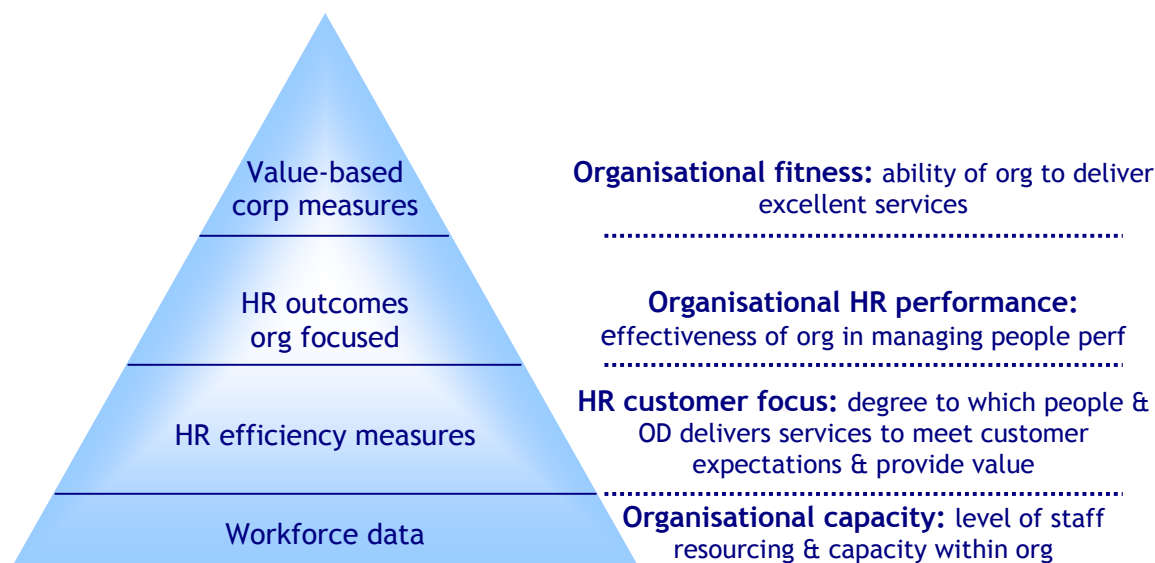 Value-based
corp measures
Organisational fitness: ability of org to deliver
excellent services
HR outcomes
org focused
Organisational HR performance:
effectiveness of org in managing people perf
HR efficiency measures
HR customer focus: degree to which people &
OD delivers services to meet customer
expectations & provide value
Workforce data
Organisational capacity: level of staff
resourcing & capacity within org